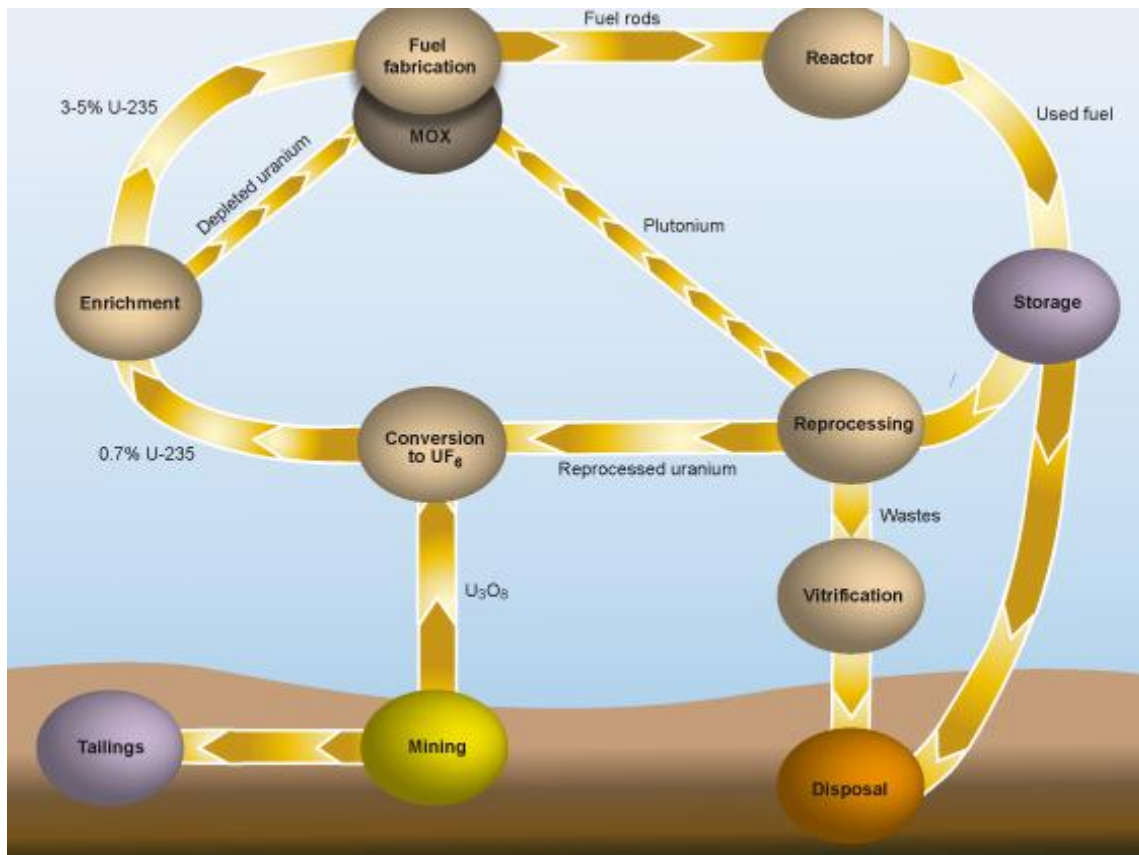 Fuel rods
Fuel
fabrication
Reactor
3-5% U-235
Used fuel
MOX
Depleted uranium
Plutonium
Enrichment
Storage
Reprocessing
Conversion
to UF₆
0.7% U-235
Reprocessed uranium
Wastes
U₃O₈
Vitrification
Tailings
Mining
Disposal